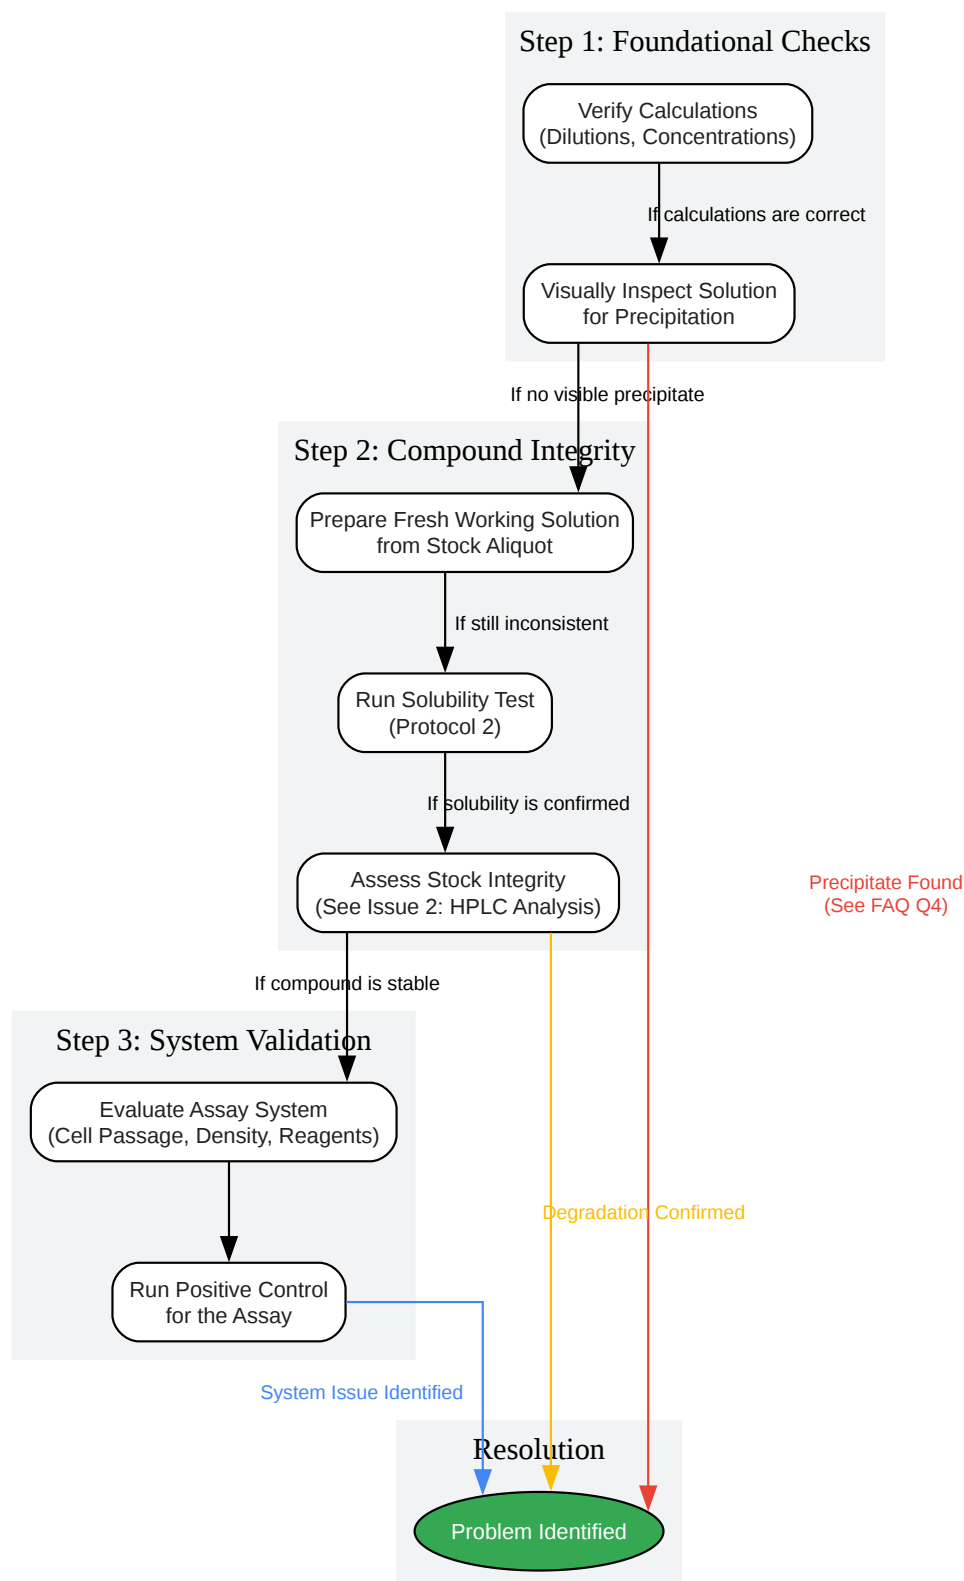 Step 1: Foundational Checks
Verify Calculations
(Dilutions, Concentrations)
If calculations are correct
Visually Inspect Solution
for Precipitation
If no visible precipitate
Step 2: Compound Integrity
Prepare Fresh Working Solution
from Stock Aliquot
If still inconsistent
Run Solubility Test
(Protocol 2)
If solubility is confirmed
Assess Stock Integrity
(See Issue 2: HPLC Analysis)
Precipitate Found
(See FAQ Q4)
If compound is stable
Step 3: System Validation
Evaluate Assay System
(Cell Passage, Density, Reagents)
Degradation Confirmed
Run Positive Control
for the Assay
System Issue Identified
Resolution
Problem Identified